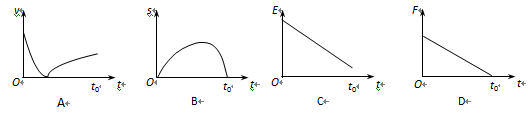 v s E F
O t₀ t O t₀ t O t₀ t O t₀ t
A B C D